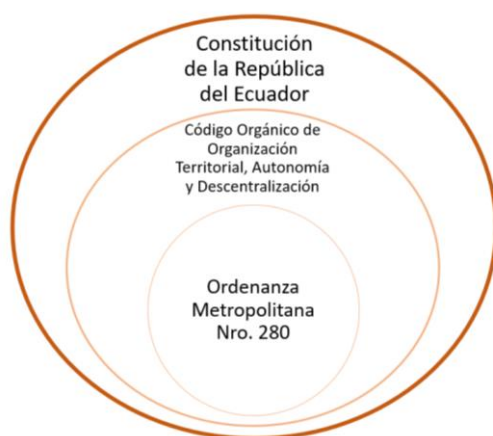 Constitución
de la República
del Ecuador
Código Orgánico de
Organización
Territorial, Autonomía
y Descentralización
Ordenanza
Metropolitana
Nro. 280